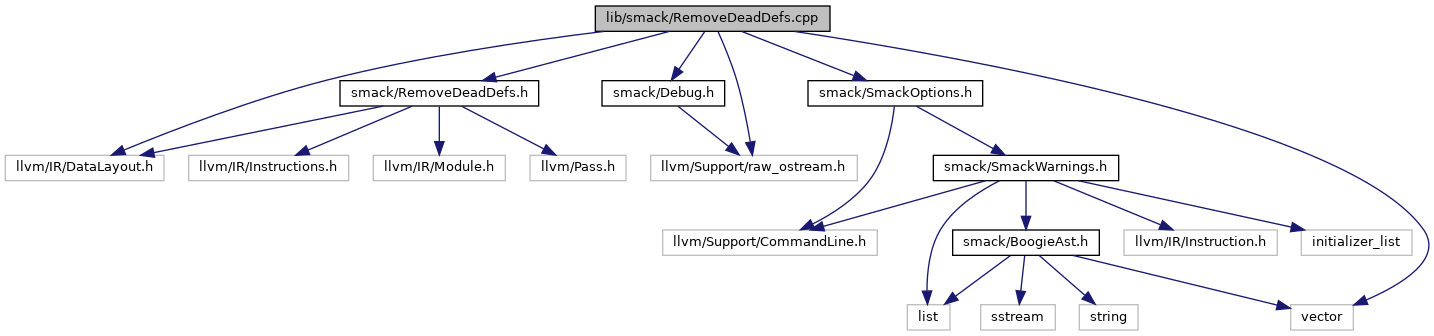 lib/smack/RemoveDeadDefs.cpp
smack/RemoveDeadDefs.h
smack/Debug.h
smack/SmackOptions.h
llvm/IR/DataLayout.h
llvm/IR/Instructions.h
llvm/IR/Module.h
llvm/Pass.h
llvm/Support/raw_ostream.h
smack/SmackWarnings.h
llvm/Support/CommandLine.h
smack/BoogieAst.h
llvm/IR/Instruction.h
initializer_list
list
sstream
string
vector